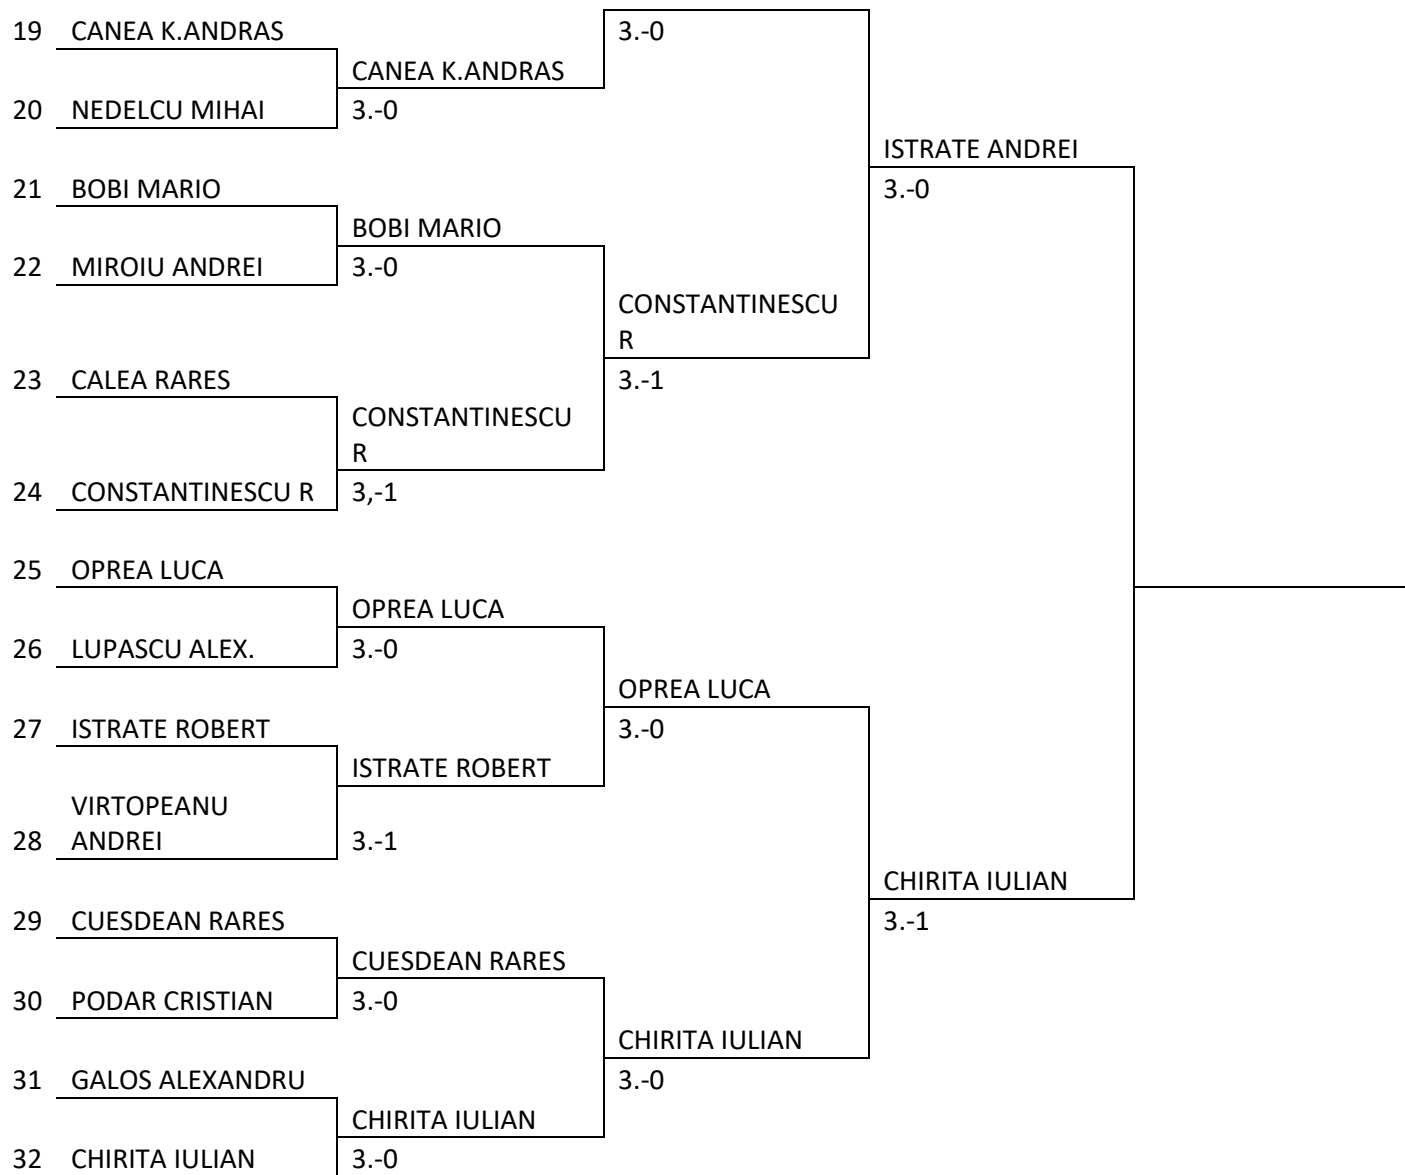 19 CANEA K.ANDRAS 3.-0
CANEA K.ANDRAS
20 NEDELCU MIHAI 3.-0
ISTRATE ANDREI
21 BOBI MARIO 3.-0
BOBI MARIO
22 MIROIU ANDREI 3.-0
CONSTANTINESCU
R
23 CALEA RARES 3.-1
CONSTANTINESCU
R
24 CONSTANTINESCU R 3,-1
25 OPREA LUCA
OPREA LUCA
26 LUPASCU ALEX. 3.-0
OPREA LUCA
27 ISTRATE ROBERT 3.-0
ISTRATE ROBERT
VIRTOPEANU
28 ANDREI 3.-1
CHIRITA IULIAN
29 CUESDEAN RARES 3.-1
CUESDEAN RARES
30 PODAR CRISTIAN 3.-0
CHIRITA IULIAN
31 GALOS ALEXANDRU 3.-0
CHIRITA IULIAN
32 CHIRITA IULIAN 3.-0